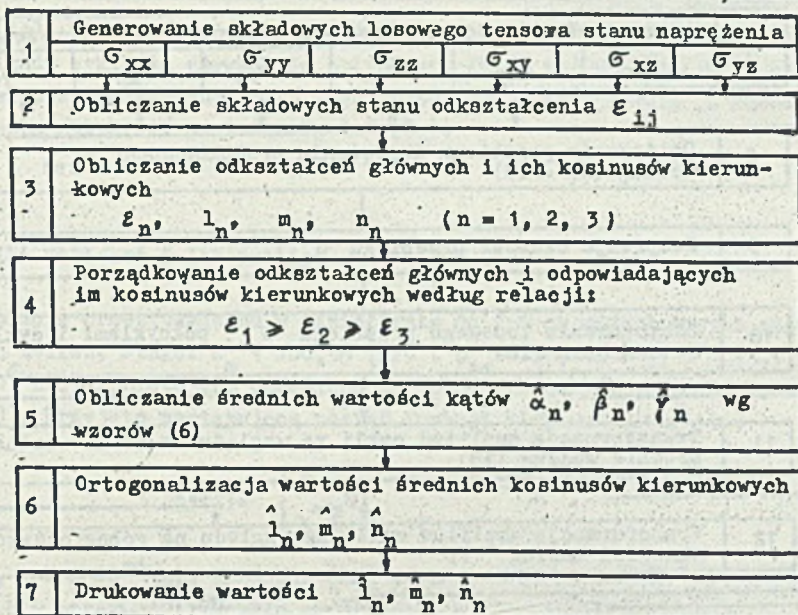 1 Generowanie składowych losowego tensora stanu naprężenia
σxx σyy σzz σxy σxz σyz
2 Obliczanie składowych stanu odkształcenia εij
3 Obliczanie odkształceń głównych i ich kosinusów kierun-
kowych
εn, ln, mn, nn (n = 1, 2, 3)
4 Porządkowanie odkształceń głównych i odpowiadających
im kosinusów kierunkowych według relacji:
ε1 ⩾ ε2 ⩾ ε3
5 Obliczanie średnich wartości kątów α̂n, β̂n, γ̂n wg
wzorów (6)
6 Ortogonalizacja wartości średnich kosinusów kierunkowych
l̂n, m̂n, n̂n
7 Drukowanie wartości l̂n, m̂n, n̂n